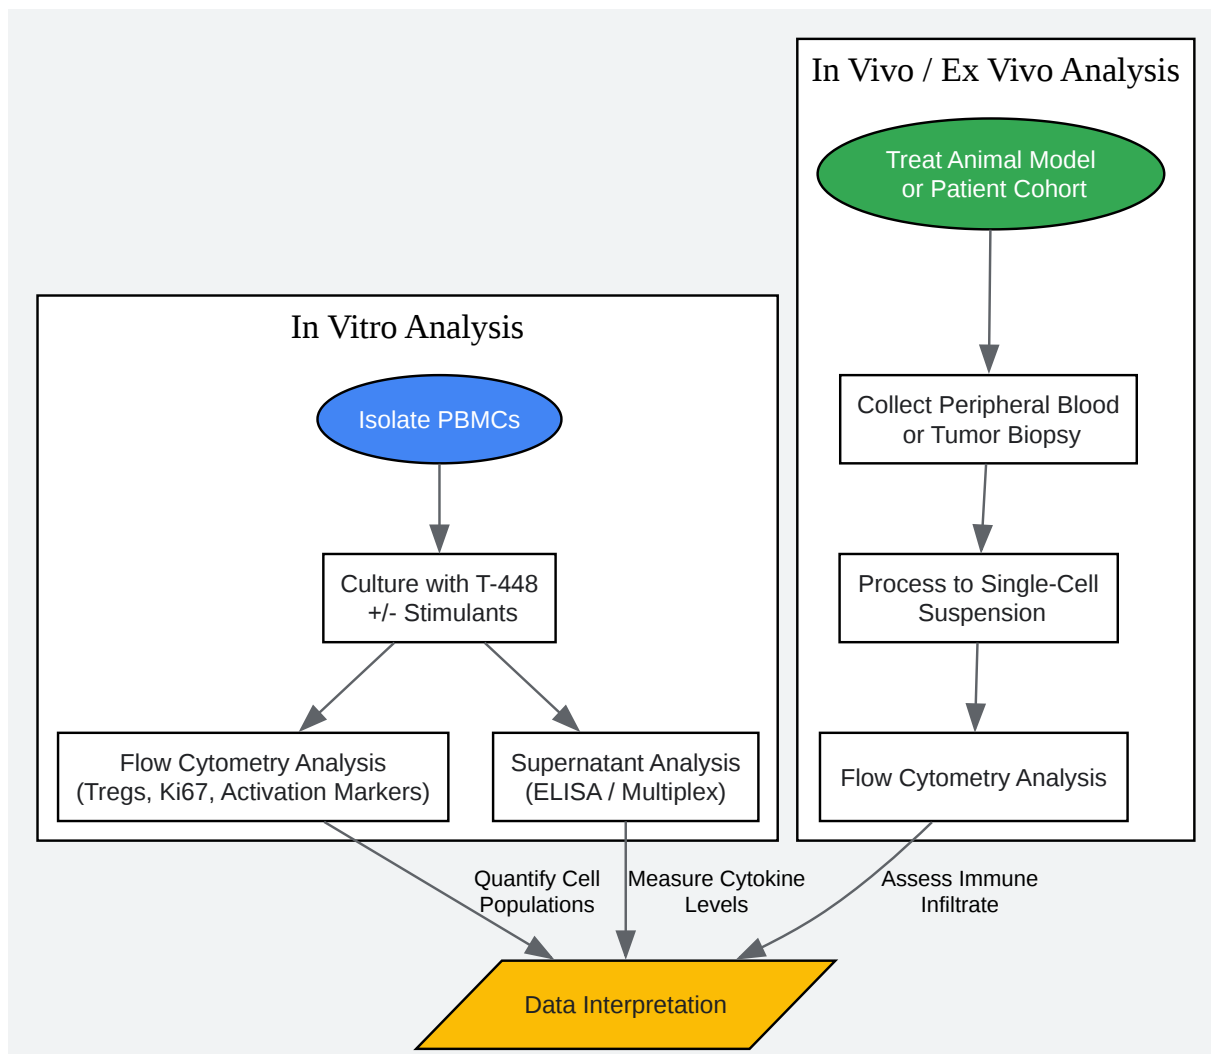 In Vivo / Ex Vivo Analysis
Treat Animal Model
or Patient Cohort
Collect Peripheral Blood
or Tumor Biopsy
Process to Single-Cell
Suspension
Flow Cytometry Analysis
In Vitro Analysis
Isolate PBMCs
Culture with T-448
+/- Stimulants
Flow Cytometry Analysis
(Tregs, Ki67, Activation Markers)
Supernatant Analysis
(ELISA / Multiplex)
Quantify Cell
Populations
Measure Cytokine
Levels
Assess Immune
Infiltrate
Data Interpretation